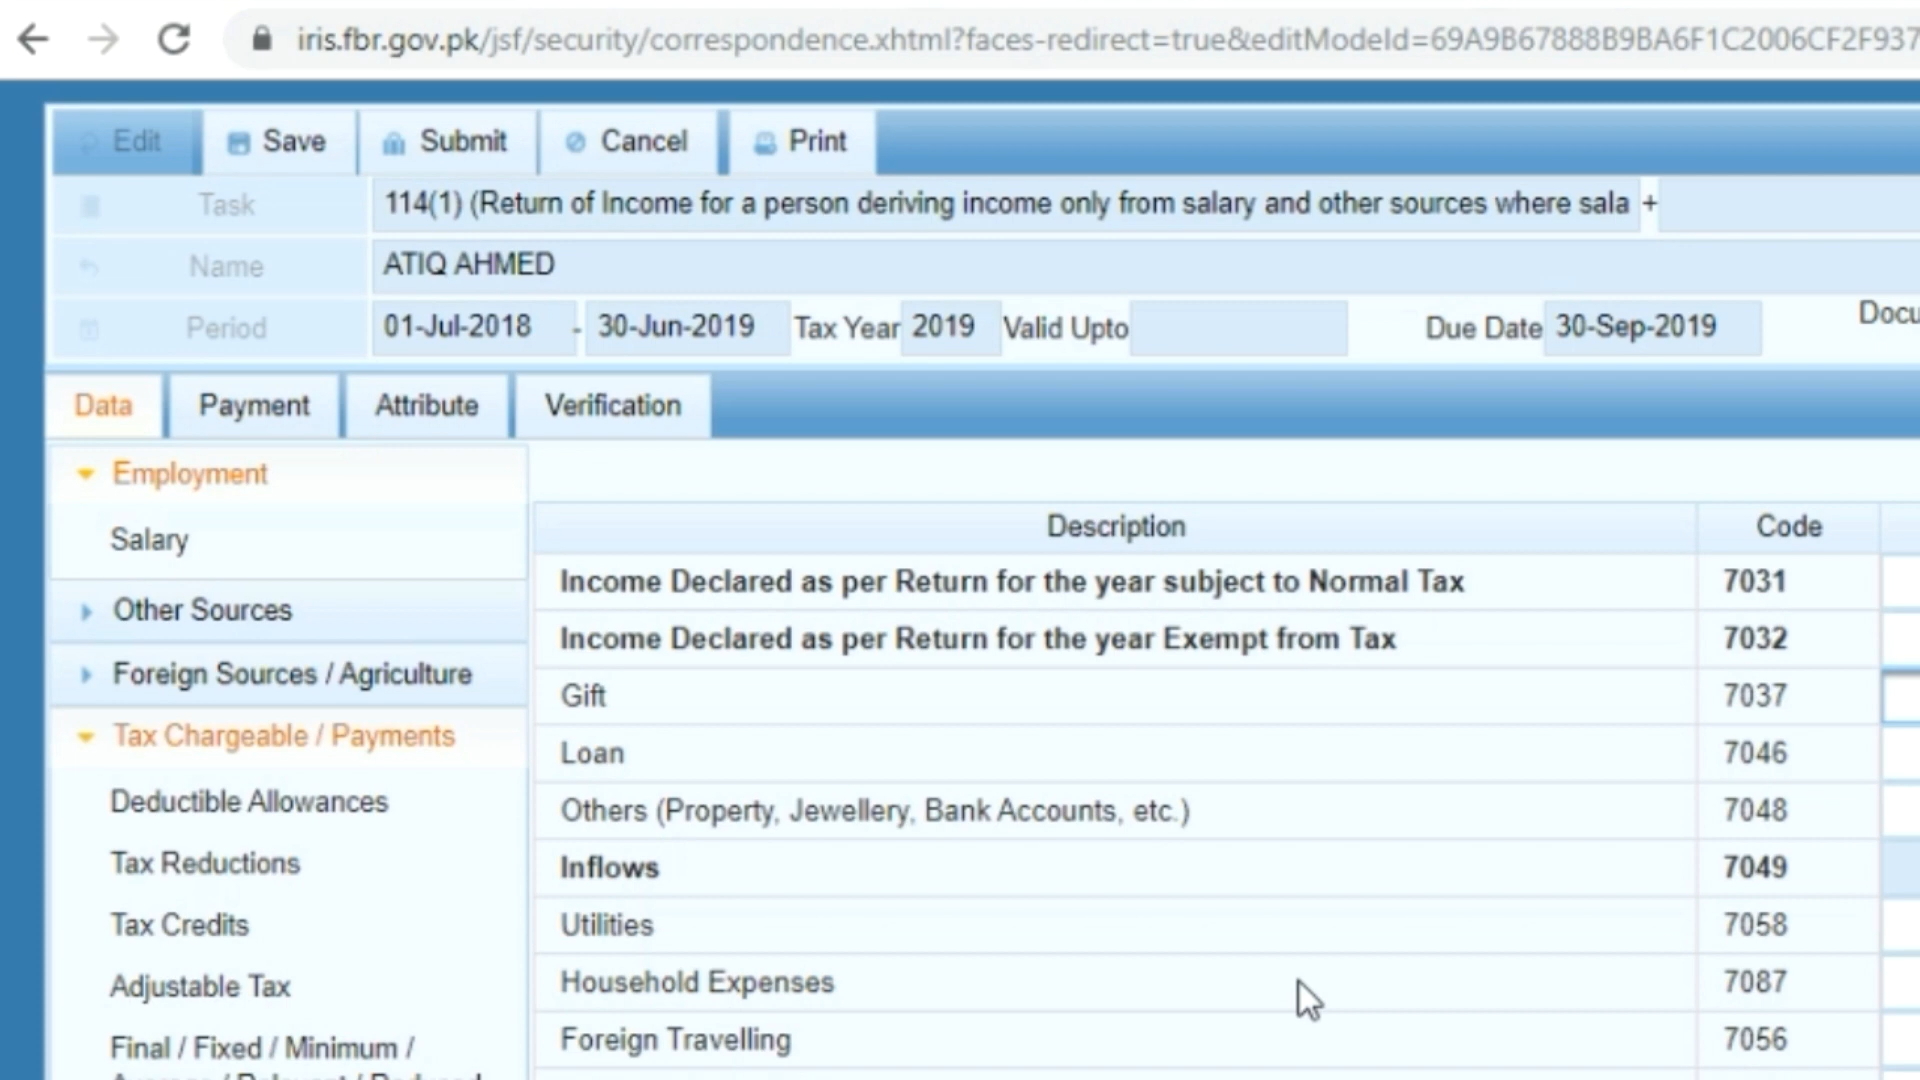 iris.fbr.gov.pk/jsf/security/correspondence.xhtml?faces-redirect=true&editModeId=69A9B67888B9BA6F1C2006CF2F937
Edit Save Submit Cancel Print
Task 114(1) (Return of Income for a person deriving income only from salary and other sources where sala +
Name ATIQ AHMED
Period 01-Jul-2018 - 30-Jun-2019 Tax Year 2019 Valid Upto Due Date 30-Sep-2019 Docu
Data Payment Attribute Verification
Employment
Salary
Other Sources
Foreign Sources / Agriculture
Tax Chargeable / Payments
Deductible Allowances
Tax Reductions
Tax Credits
Adjustable Tax
Final / Fixed / Minimum /
Description Code
Income Declared as per Return for the year subject to Normal Tax 7031
Income Declared as per Return for the year Exempt from Tax 7032
Gift 7037
Loan 7046
Others (Property, Jewellery, Bank Accounts, etc.) 7048
Inflows 7049
Utilities 7058
Household Expenses 7087
Foreign Travelling 7056